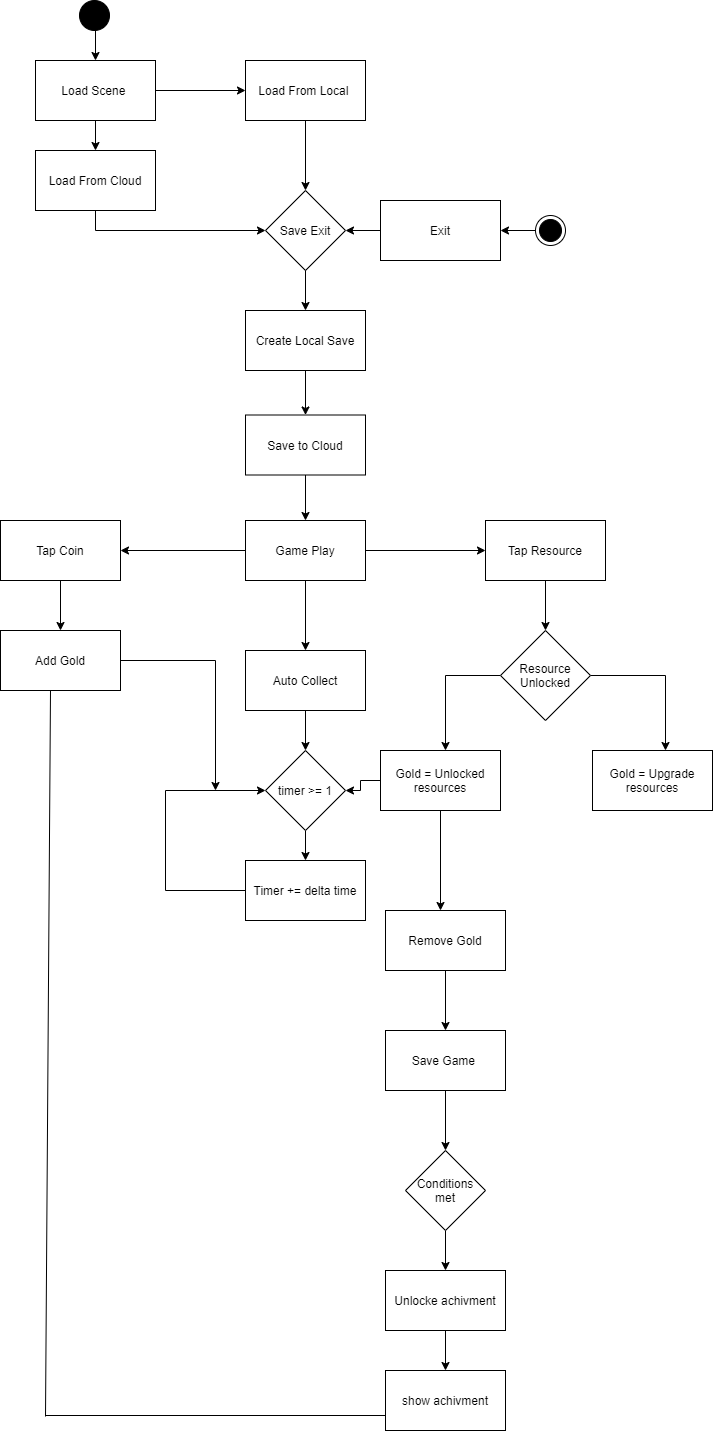 Load Scene
Load From Local
Load From Cloud
Save Exit
Exit
Create Local Save
Save to Cloud
Tap Coin
Game Play
Tap Resource
Add Gold
Auto Collect
Resource
Unlocked
Gold = Unlocked
resources
Gold = Upgrade
resources
timer >= 1
Timer += delta time
Remove Gold
Save Game
Conditions
met
Unlocke achivment
show achivment